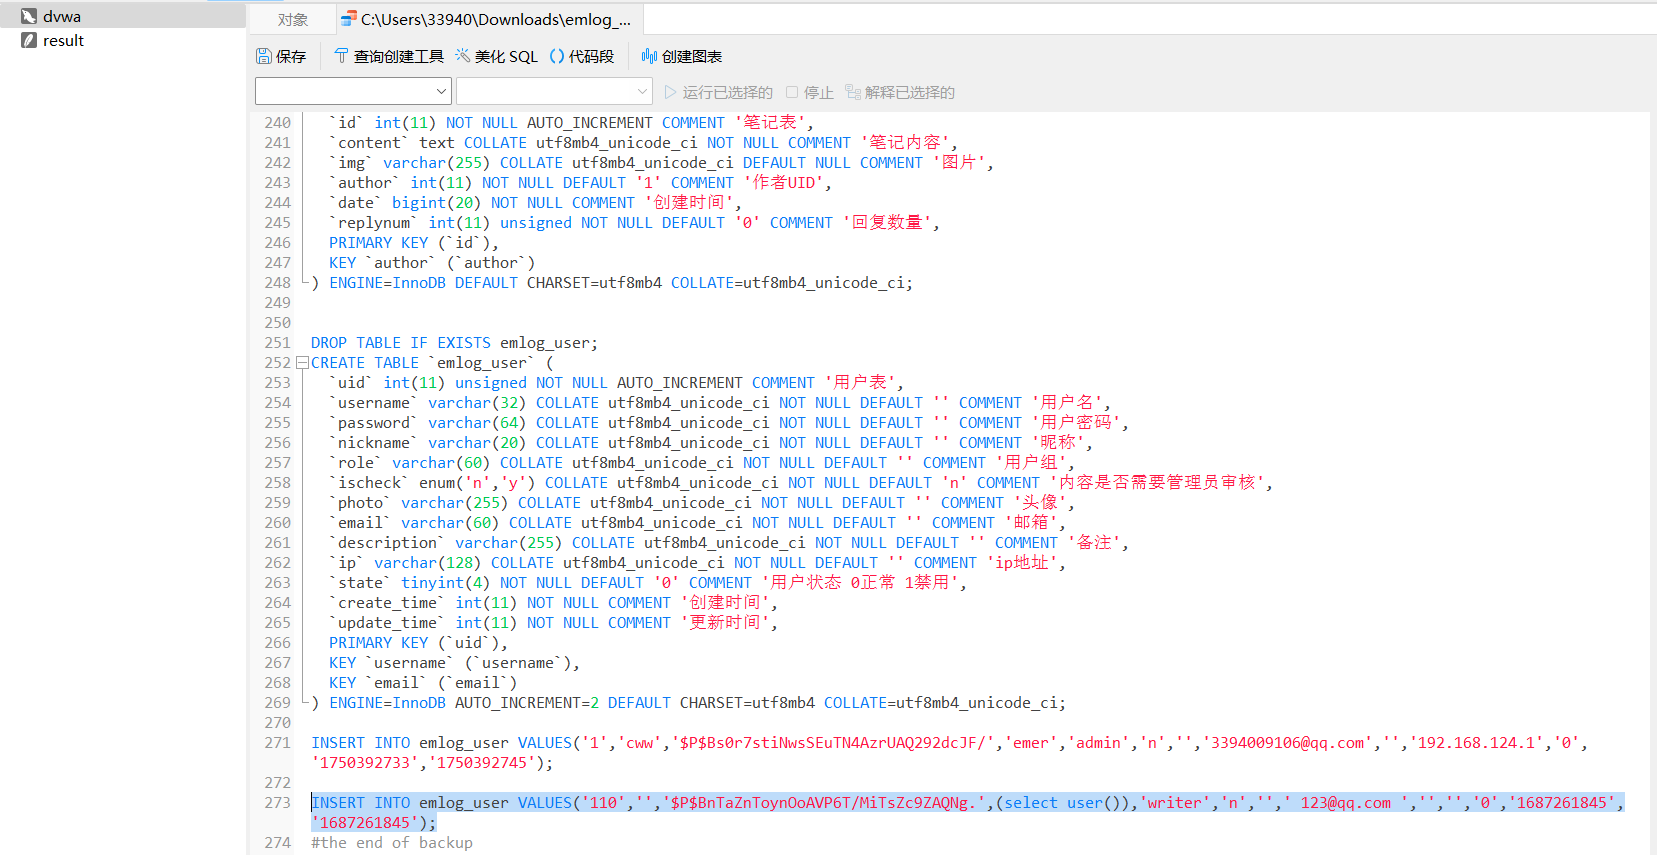 dvwa
result
对象
C:\Users\33940\Downloads\emlog_...
保存 查询创建工具 美化 SQL () 代码段 创建图表
运行已选择的 停止 解释已选择的
240 `id` int(11) NOT NULL AUTO_INCREMENT COMMENT '笔记表',
241 `content` text COLLATE utf8mb4_unicode_ci NOT NULL COMMENT '笔记内容',
242 `img` varchar(255) COLLATE utf8mb4_unicode_ci DEFAULT NULL COMMENT '图片',
243 `author` int(11) NOT NULL DEFAULT '1' COMMENT '作者UID',
244 `date` bigint(20) NOT NULL COMMENT '创建时间',
245 `replynum` int(11) unsigned NOT NULL DEFAULT '0' COMMENT '回复数量',
246 PRIMARY KEY (`id`),
247 KEY `author` (`author`)
248 ) ENGINE=InnoDB DEFAULT CHARSET=utf8mb4 COLLATE=utf8mb4_unicode_ci;
249
250
251 DROP TABLE IF EXISTS emlog_user;
252 CREATE TABLE `emlog_user` (
253 `uid` int(11) unsigned NOT NULL AUTO_INCREMENT COMMENT '用户表',
254 `username` varchar(32) COLLATE utf8mb4_unicode_ci NOT NULL DEFAULT '' COMMENT '用户名',
255 `password` varchar(64) COLLATE utf8mb4_unicode_ci NOT NULL DEFAULT '' COMMENT '用户密码',
256 `nickname` varchar(20) COLLATE utf8mb4_unicode_ci NOT NULL DEFAULT '' COMMENT '昵称',
257 `role` varchar(60) COLLATE utf8mb4_unicode_ci NOT NULL DEFAULT '' COMMENT '用户组',
258 `ischeck` enum('n','y') COLLATE utf8mb4_unicode_ci NOT NULL DEFAULT 'n' COMMENT '内容是否需要管理员审核',
259 `photo` varchar(255) COLLATE utf8mb4_unicode_ci NOT NULL DEFAULT '' COMMENT '头像',
260 `email` varchar(60) COLLATE utf8mb4_unicode_ci NOT NULL DEFAULT '' COMMENT '邮箱',
261 `description` varchar(255) COLLATE utf8mb4_unicode_ci NOT NULL DEFAULT '' COMMENT '备注',
262 `ip` varchar(128) COLLATE utf8mb4_unicode_ci NOT NULL DEFAULT '' COMMENT 'ip地址',
263 `state` tinyint(4) NOT NULL DEFAULT '0' COMMENT '用户状态 0正常 1禁用',
264 `create_time` int(11) NOT NULL COMMENT '创建时间',
265 `update_time` int(11) NOT NULL COMMENT '更新时间',
266 PRIMARY KEY (`uid`),
267 KEY `username` (`username`),
268 KEY `email` (`email`)
269 ) ENGINE=InnoDB AUTO_INCREMENT=2 DEFAULT CHARSET=utf8mb4 COLLATE=utf8mb4_unicode_ci;
270
271 INSERT INTO emlog_user VALUES('1','cww','$P$Bs0r7stiNwsSEuTN4AzrUAQ292dcJF/','emer','admin','n','','3394009106@qq.com','','192.168.124.1','0',
'1750392733','1750392745');
272
273 INSERT INTO emlog_user VALUES('110','','$P$BnTaZnToynOoAVP6T/MiTsZc9ZAQNg.',(select user()),'writer','n','',' 123@qq.com ','','','0','1687261845',
'1687261845');
274 #the end of backup